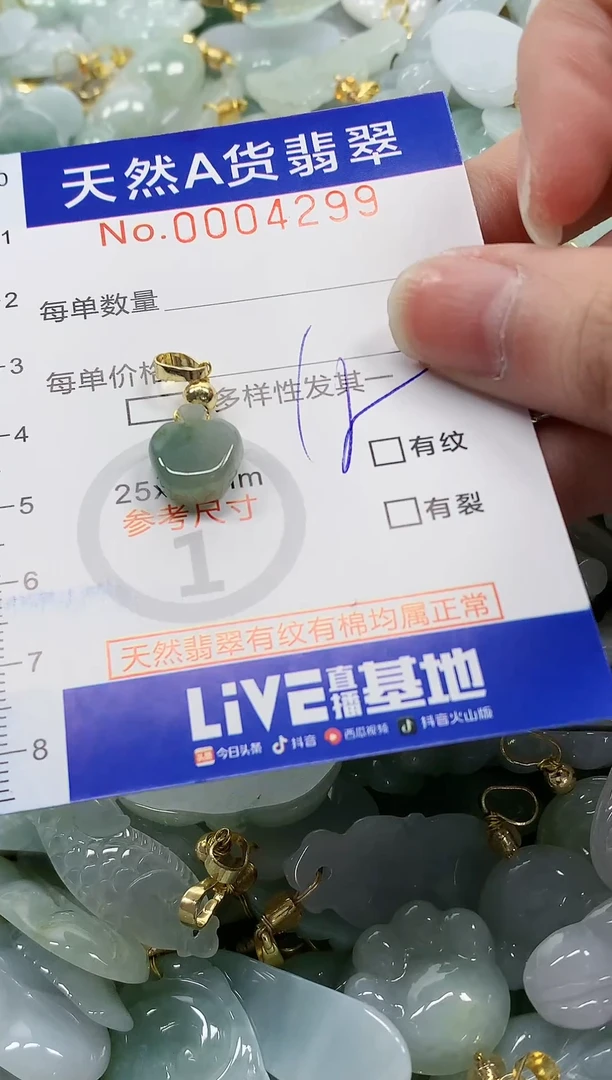 天然A货翡翠
No.0004299
每单数量
每单价格
多样性发其一
有纹
25x
mm
参考尺寸
有裂
1
天然翡翠有纹有棉均属正常
LiVE直播基地
今日头条 抖音 西瓜视频 抖音火山版
0
1
2
3
4
5
6
7
8